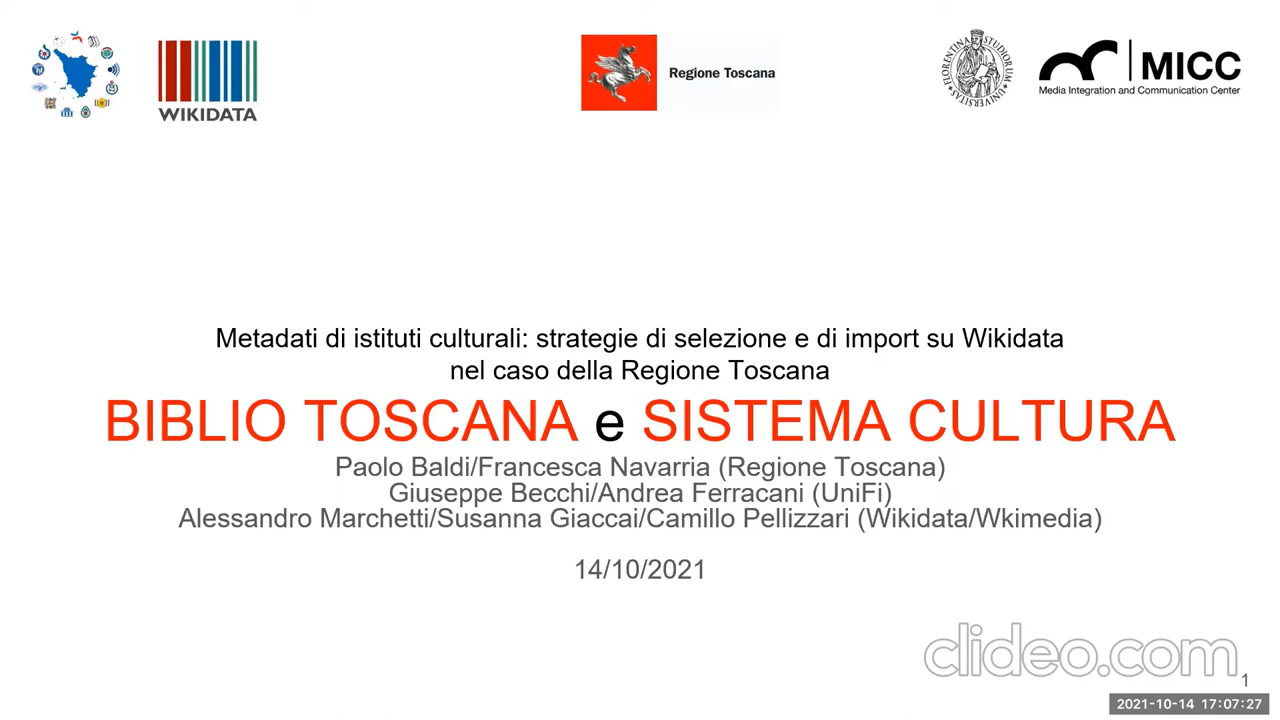 WIKIDATA
Regione Toscana
FLORENTINA STUDIORUM UNIVERSITAS
MICC
Media Integration and Communication Center
Metadati di istituti culturali: strategie di selezione e di import su Wikidata
nel caso della Regione Toscana
BIBLIO TOSCANA e SISTEMA CULTURA
Paolo Baldi/Francesca Navarria (Regione Toscana)
Giuseppe Becchi/Andrea Ferracani (UniFi)
Alessandro Marchetti/Susanna Giaccai/Camillo Pellizzari (Wikidata/Wkimedia)
14/10/2021
clideo.com
1
2021-10-14 17:07:27